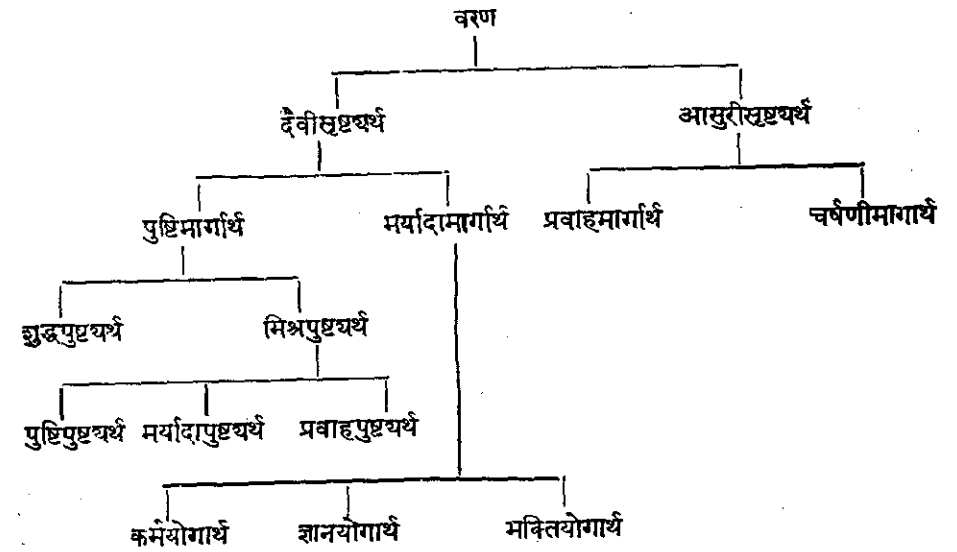 वरण
दैवीसृष्ट्यर्थ आसुरीसृष्ट्यर्थ
पुष्टिमार्गार्थ मर्यादामार्गार्थ प्रवाहमार्गार्थ चर्षणीमागार्थ
शुद्धपुष्ट्यर्थ मिश्रपुष्ट्यर्थ
पुष्टिपुष्ट्यर्थ मर्यादापुष्ट्यर्थ प्रवाहपुष्ट्यर्थ
कर्मयोगार्थ ज्ञानयोगार्थ भक्तियोगार्थ